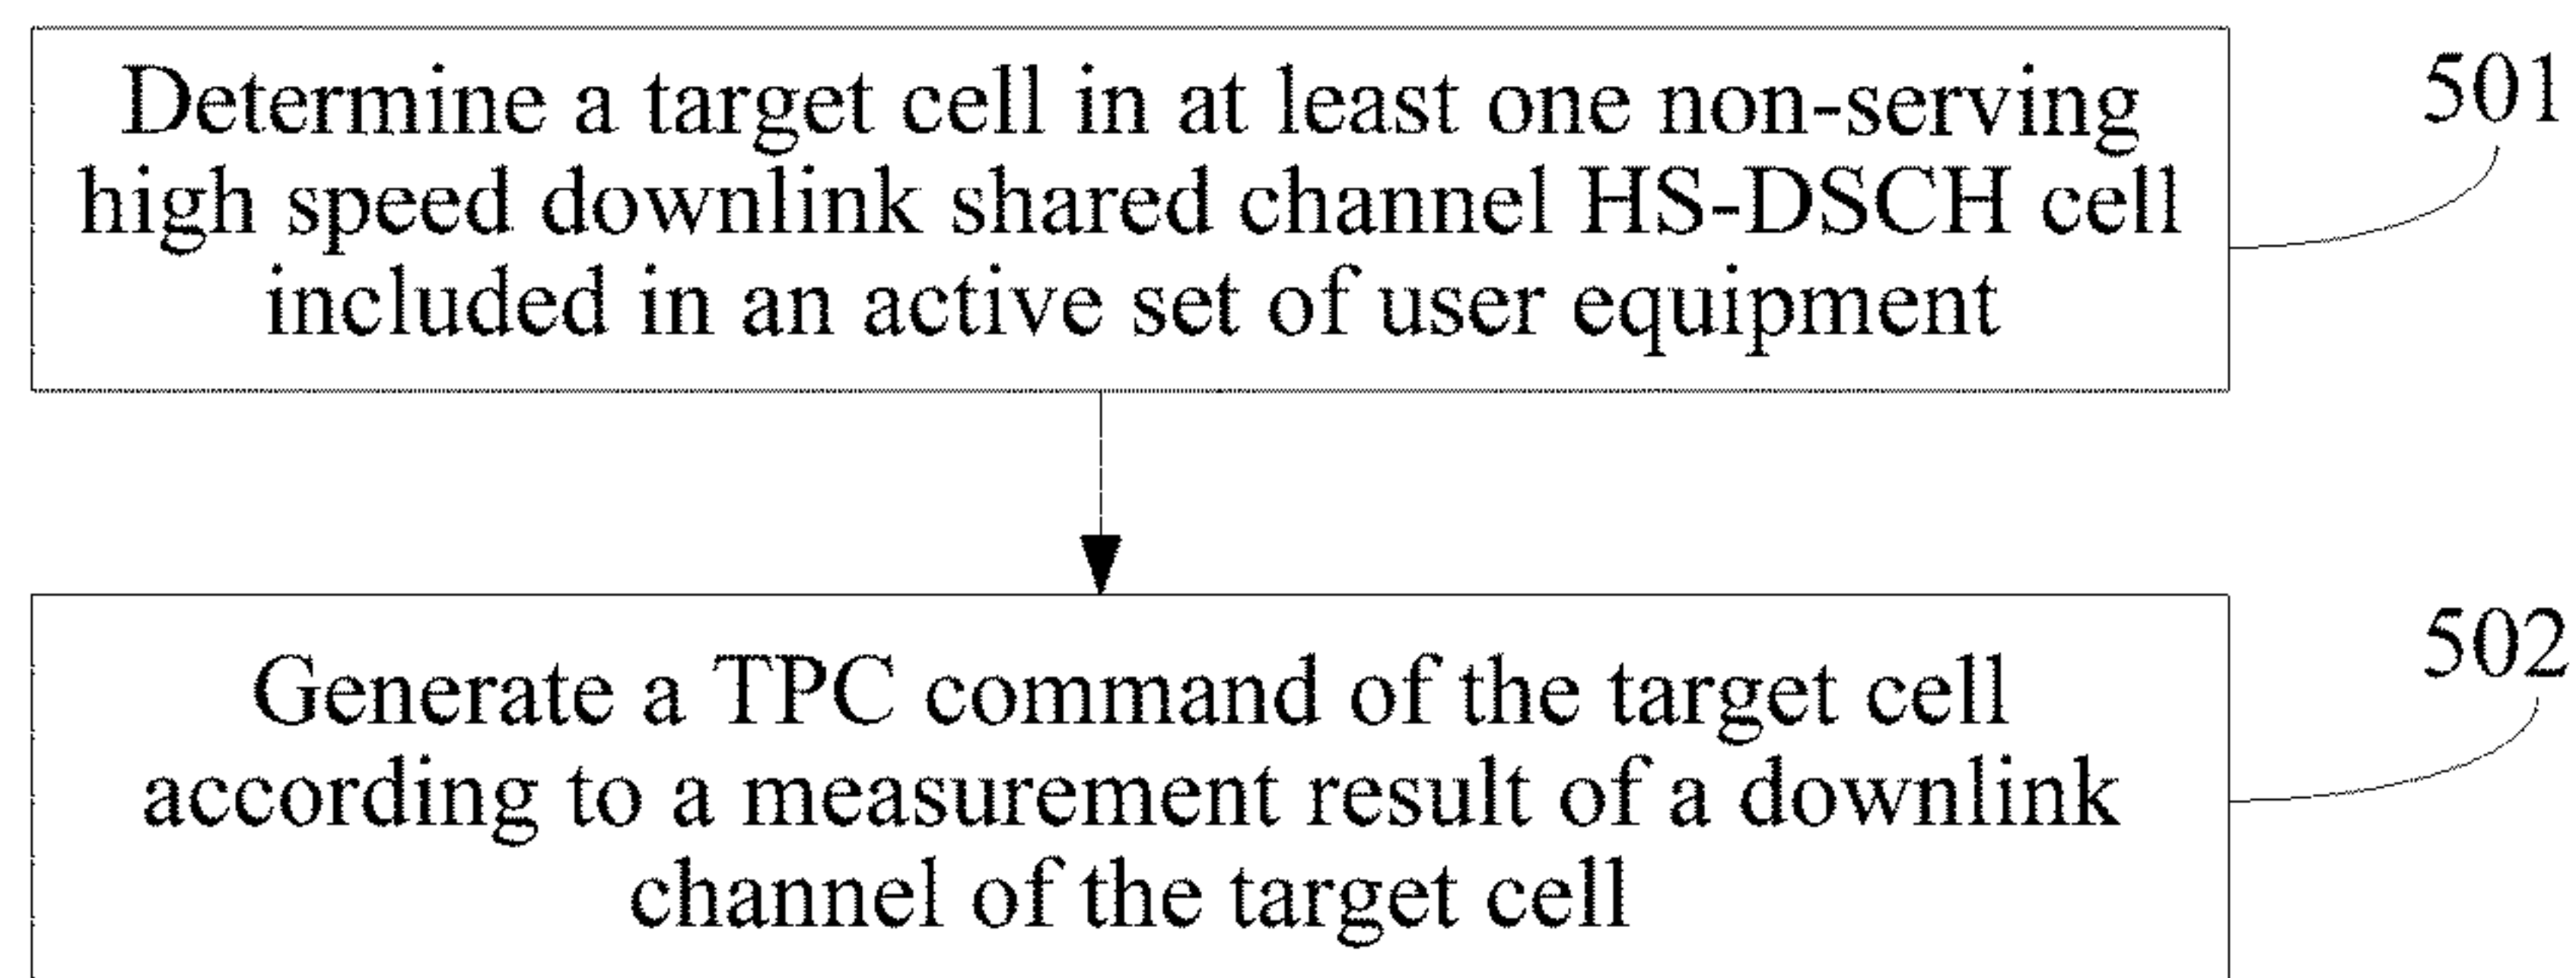 Determine a target cell in at least one non-serving
high speed downlink shared channel HS-DSCH cell
included in an active set of user equipment
501
Generate a TPC command of the target cell
according to a measurement result of a downlink
channel of the target cell
502